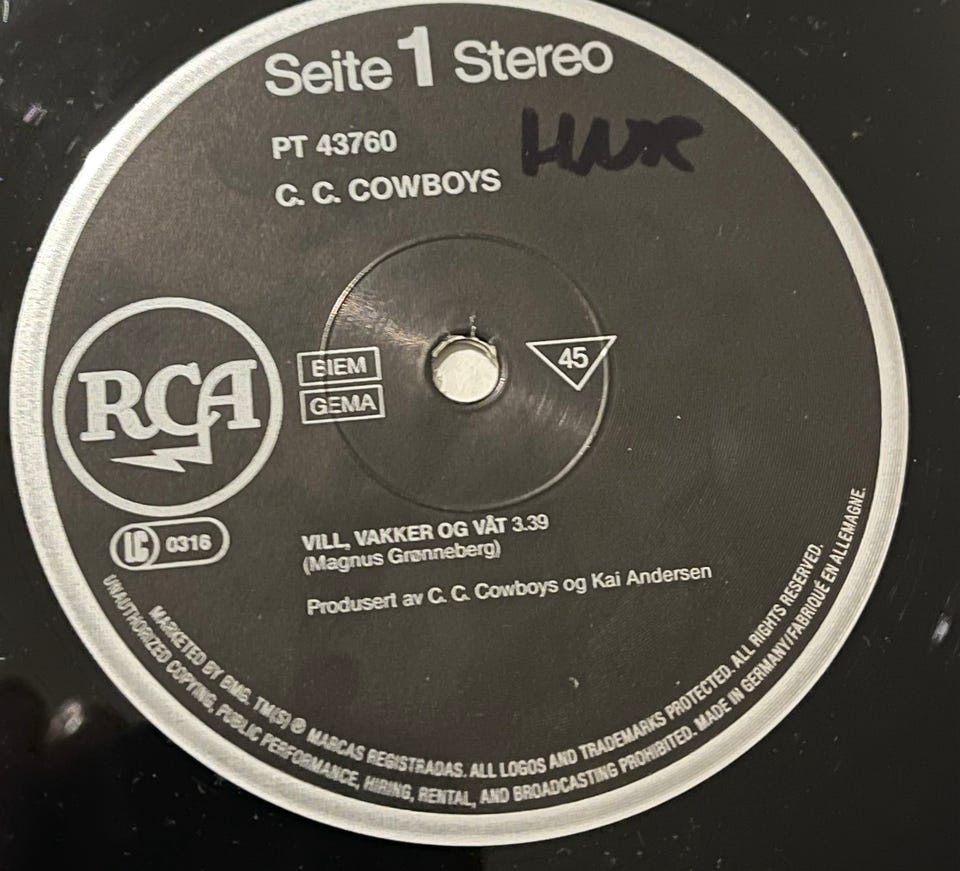 Seite 1 Stereo
PT 43760
C. C. COWBOYS
RCA
BIEM
GEMA
45
LC 0316
VILL, VAKKER OG VÅT 3.39
(Magnus Grønneberg)
Produsert av C. C. Cowboys og Kai Andersen
MARKETED BY BMG. TM(S) ® MARCAS REGISTRADAS. ALL LOGOS AND TRADEMARKS PROTECTED. ALL RIGHTS RESERVED.
UNAUTHORIZED COPYING, PUBLIC PERFORMANCE, HIRING, RENTAL, AND BROADCASTING PROHIBITED. MADE IN GERMANY/FABRIQUÉ EN ALLEMAGNE.